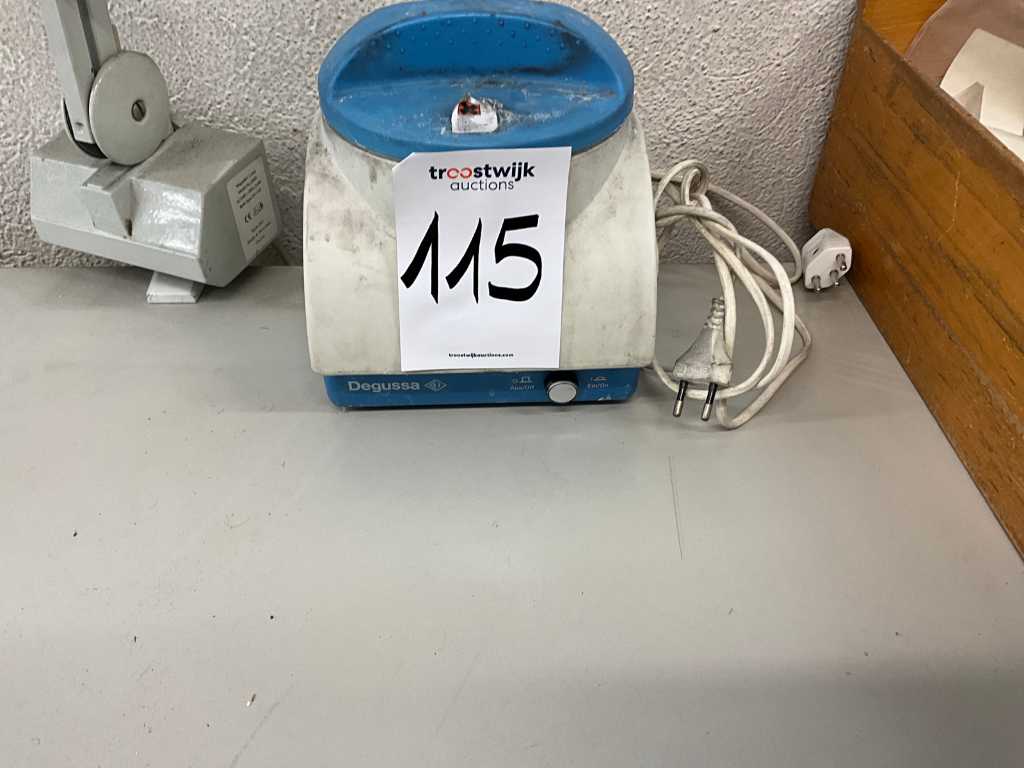 troostwijk
auctions
115
troostwijkauctions.com
Degussa
Aus/Off
Ein/On